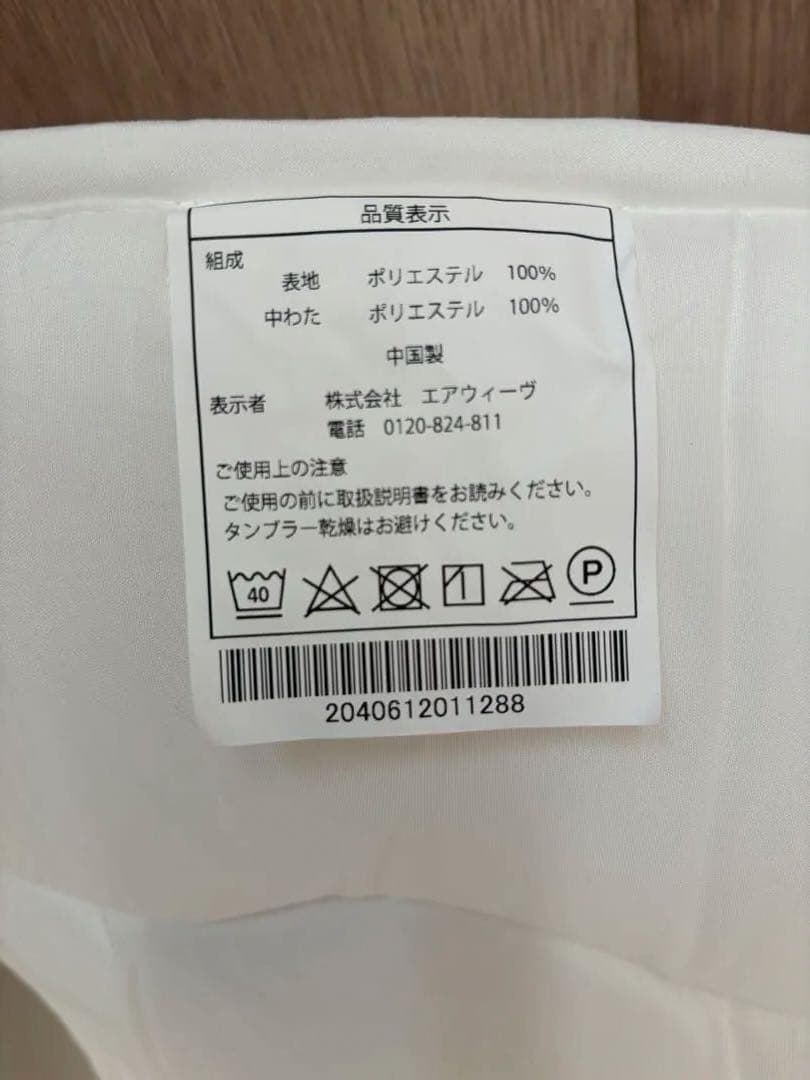 品質表示
組成
表地 ポリエステル 100%
中わた ポリエステル 100%
中国製
表示者 株式会社 エアウィーヴ
電話 0120-824-811
ご使用上の注意
ご使用の前に取扱説明書をお読みください。
タンブラー乾燥はお避けください。
40 P
2040612011288